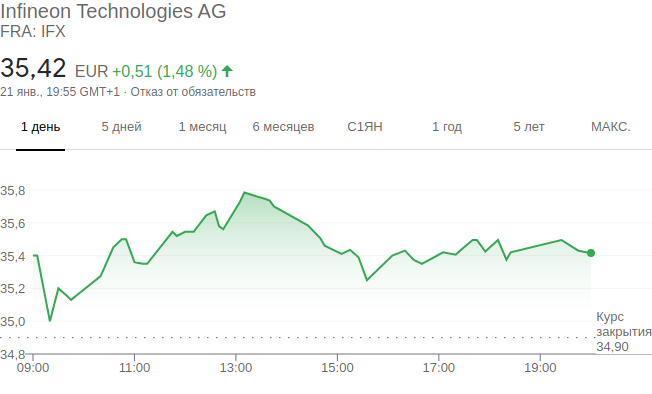 Infineon Technologies AG
FRA: IFX
35,42 EUR +0,51 (1,48 %)
21 янв., 19:55 GMT+1 · Отказ от обязательств
1 день 5 дней 1 месяц 6 месяцев С1ЯН 1 год 5 лет МАКС.
35,8
35,6
35,4
35,2
35,0
34,8
Курс
закрытия
34,90
09:00 11:00 13:00 15:00 17:00 19:00